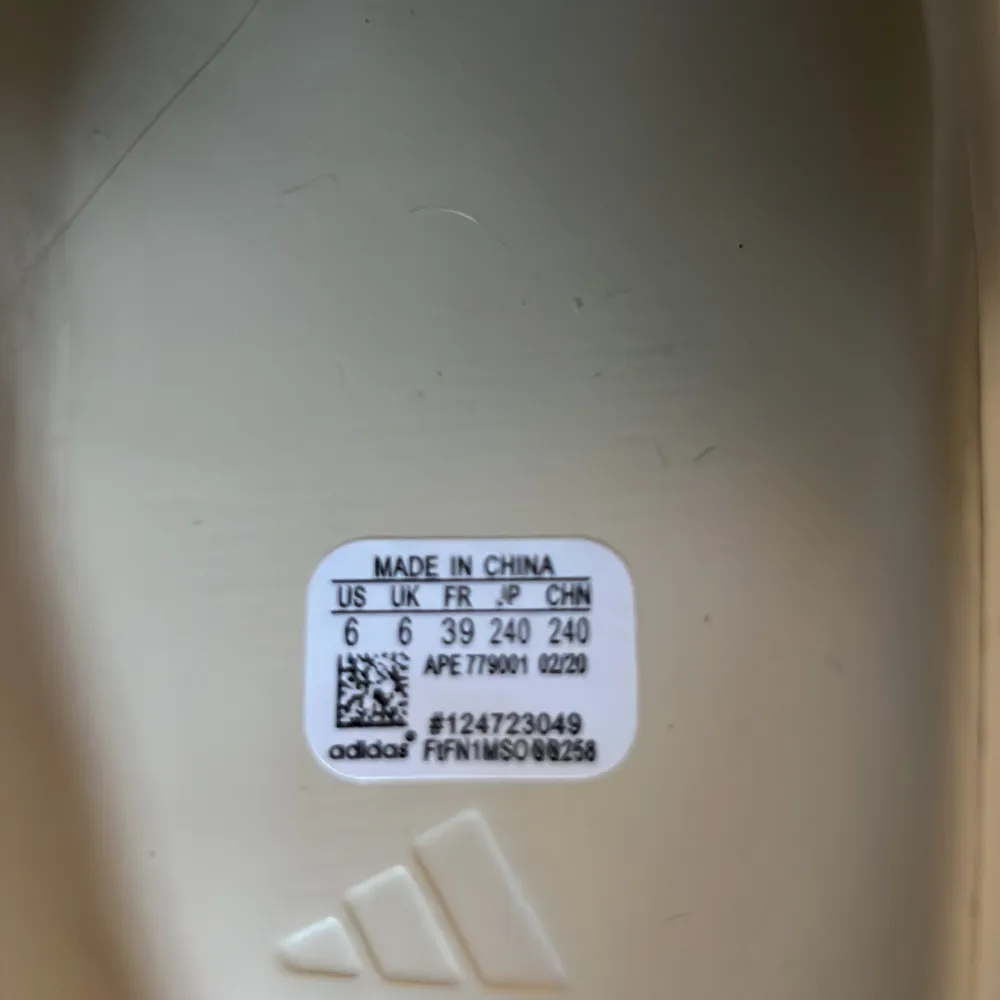 MADE IN CHINA
US UK FR JP CHN
6 6 39 240 240
APE 779001 02/20
#124723049
adidas®